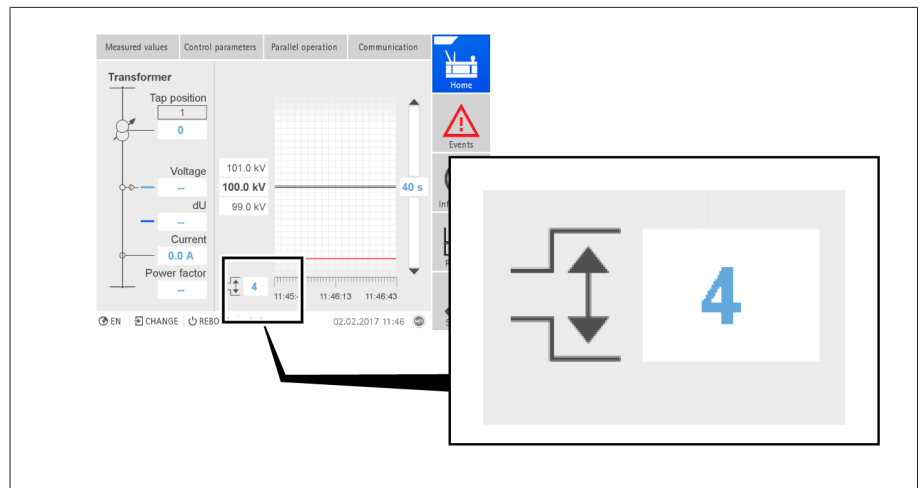 Measured values Control parameters Parallel operation Communication
Home
Transformer
Tap position
1
0
Events
Voltage
--
101.0 kV
100.0 kV
99.0 kV
40 s
dU
--
Current
0.0 A
Power factor
--
4
11:45:
11:46:13 11:46:43
EN CHANGE
02.02.2017 11:46
4